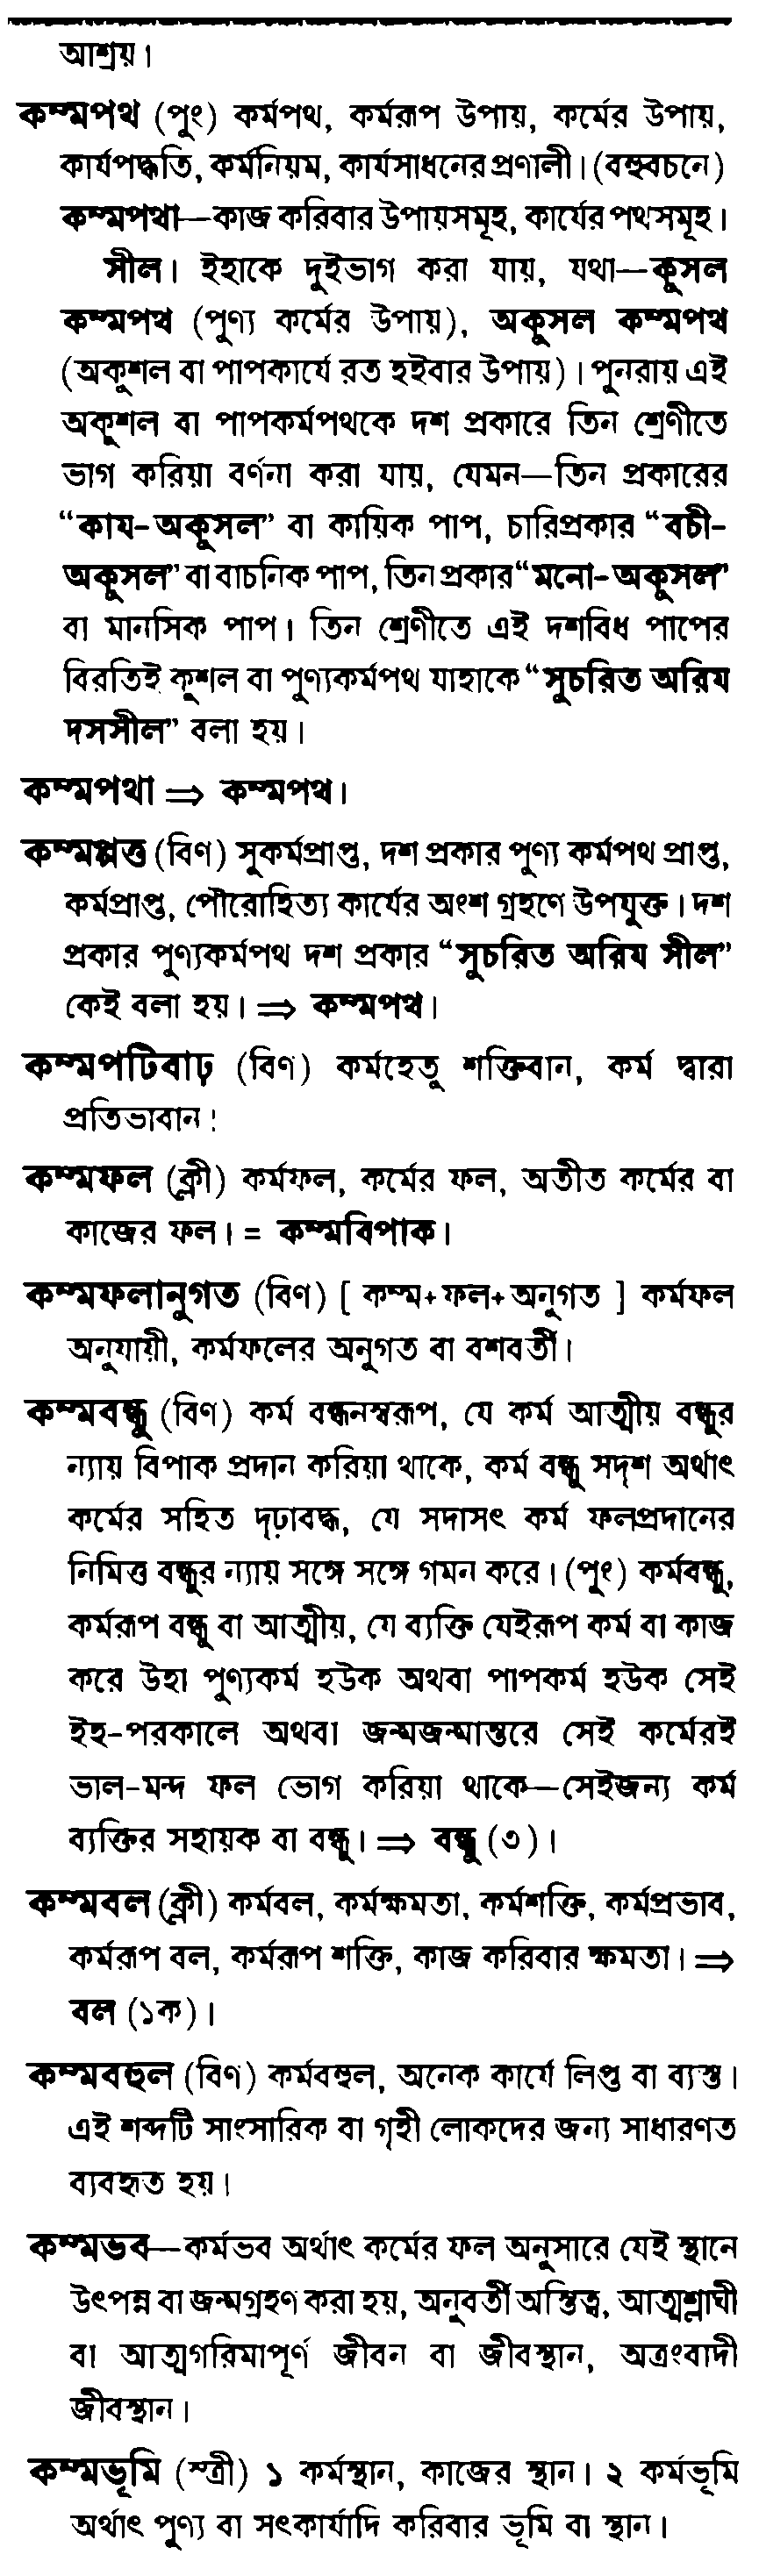 আশ্রয়।
কম্মপথ (পুং) কর্মপথ, কর্মরূপ উপায়, কর্মের উপায়,
কার্যপদ্ধতি, কর্মনিয়ম, কার্যসাধনের প্রণালী। (বহুবচনে)
কম্মপথা—কাজ করিবার উপায়সমূহ, কার্যের পথসমূহ।
সীল। ইহাকে দুইভাগ করা যায়, যথা—কুসল
কম্মপথ (পুণ্য কর্মের উপায়), অকুসল কম্মপথ
(অকুশল বা পাপকার্যে রত হইবার উপায়)। পুনরায় এই
অকুশল বা পাপকর্মপথকে দশ প্রকারে তিন শ্রেণীতে
ভাগ করিয়া বর্ণনা করা যায়, যেমন—তিন প্রকারের
“কায-অকুসল” বা কায়িক পাপ, চারিপ্রকার “বচী-
অকুসল” বা বাচনিক পাপ, তিন প্রকার “মনো-অকুসল”
বা মানসিক পাপ। তিন শ্রেণীতে এই দশবিধ পাপের
বিরতিই কুশল বা পুণ্যকর্মপথ যাহাকে “সুচরিত অরিয
দসসীল” বলা হয়।
কম্মপথা ⇒ কম্মপথ।
কম্মপ্পত্ত (বিণ) সুকর্মপ্রাপ্ত, দশ প্রকার পুণ্য কর্মপথ প্রাপ্ত,
কর্মপ্রাপ্ত, পৌরোহিত্য কার্যের অংশ গ্রহণে উপযুক্ত। দশ
প্রকার পুণ্যকর্মপথ দশ প্রকার “সুচরিত অরিয সীল”
কেই বলা হয়। ⇒ কম্মপথ।
কম্মপটিবাঢ় (বিণ) কর্মহেতু শক্তিবান, কর্ম দ্বারা
প্রতিভাবান।
কম্মফল (ক্লী) কর্মফল, কর্মের ফল, অতীত কর্মের বা
কাজের ফল। = কম্মবিপাক।
কম্মফলানুগত (বিণ) [ কম্ম+ফল+অনুগত ] কর্মফল
অনুযায়ী, কর্মফলের অনুগত বা বশবর্তী।
কম্মবন্ধু (বিণ) কর্ম বন্ধনস্বরূপ, যে কর্ম আত্মীয় বন্ধুর
ন্যায় বিপাক প্রদান করিয়া থাকে, কর্ম বন্ধু সদৃশ অর্থাৎ
কর্মের সহিত দৃঢ়াবদ্ধ, যে সদাসৎ কর্ম ফলপ্রদানের
নিমিত্ত বন্ধুর ন্যায় সঙ্গে সঙ্গে গমন করে। (পুং) কর্মবন্ধু,
কর্মরূপ বন্ধু বা আত্মীয়, যে ব্যক্তি যেইরূপ কর্ম বা কাজ
করে উহা পুণ্যকর্ম হউক অথবা পাপকর্ম হউক সেই
ইহ-পরকালে অথবা জন্মজন্মান্তরে সেই কর্মেরই
ভাল-মন্দ ফল ভোগ করিয়া থাকে—সেইজন্য কর্ম
ব্যক্তির সহায়ক বা বন্ধু। ⇒ বন্ধু (৩)।
কম্মবল (ক্লী) কর্মবল, কর্মক্ষমতা, কর্মশক্তি, কর্মপ্রভাব,
কর্মরূপ বল, কর্মরূপ শক্তি, কাজ করিবার ক্ষমতা। ⇒
বল (১ক)।
কম্মবহুল (বিণ) কর্মবহুল, অনেক কার্যে লিপ্ত বা ব্যস্ত।
এই শব্দটি সাংসারিক বা গৃহী লোকদের জন্য সাধারণত
ব্যবহৃত হয়।
কম্মভব—কর্মভব অর্থাৎ কর্মের ফল অনুসারে যেই স্থানে
উৎপন্ন বা জন্মগ্রহণ করা হয়, অনুবর্তী অস্তিত্ব, আত্মশ্লাঘী
বা আত্মগরিমাপূর্ণ জীবন বা জীবস্থান, অত্রংবাদী
জীবস্থান।
কম্মভূমি (স্ত্রী) ১ কর্মস্থান, কাজের স্থান। ২ কর্মভূমি
অর্থাৎ পুণ্য বা সৎকার্যাদি করিবার ভূমি বা স্থান।